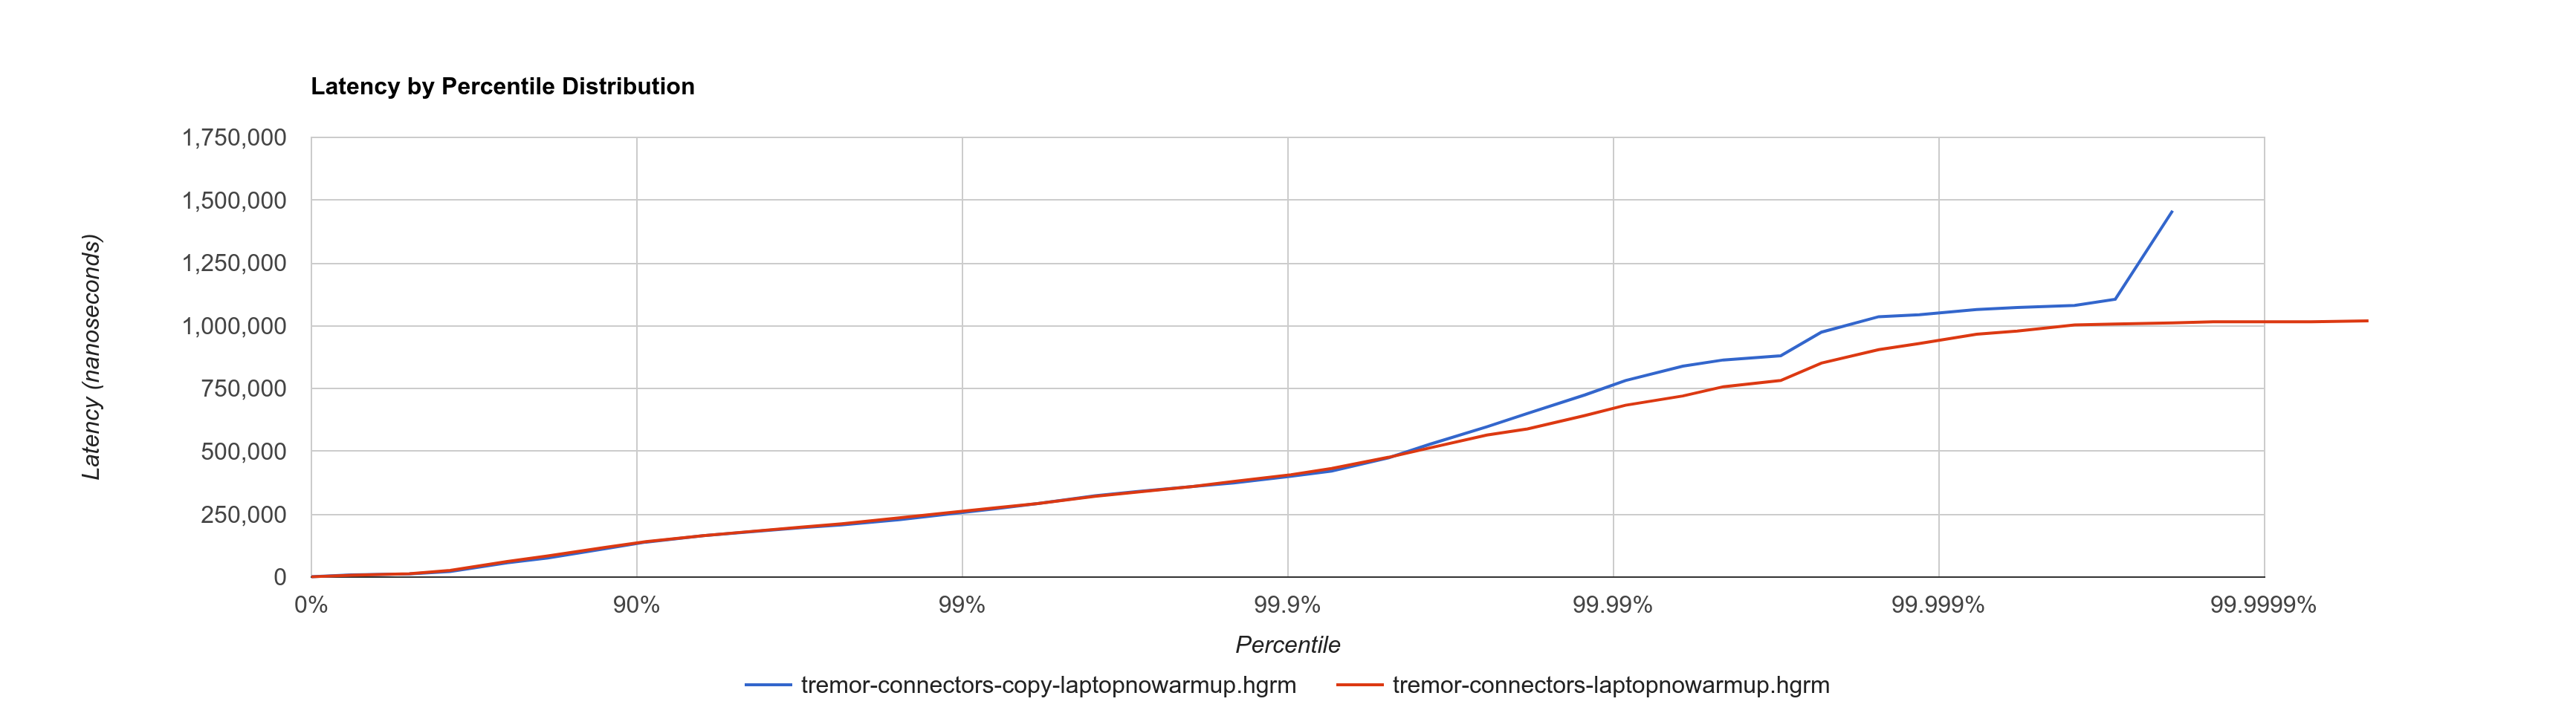 Latency by Percentile Distribution
1,750,000
1,500,000
1,250,000
1,000,000
750,000
500,000
250,000
0
Latency (nanoseconds)
0% 90% 99% 99.9% 99.99% 99.999% 99.9999%
Percentile
tremor-connectors-copy-laptopnowarmup.hgrm tremor-connectors-laptopnowarmup.hgrm